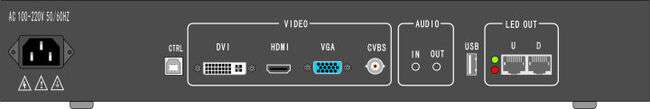 AC 100-220V 50/60HZ
VIDEO
AUDIO
LED OUT
CTRL
DVI
HDMI
VGA
CVBS
IN
OUT
USB
U
D